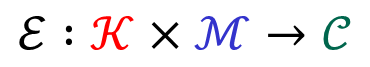 ℰ : 𝒦 × ℳ → 𝒞